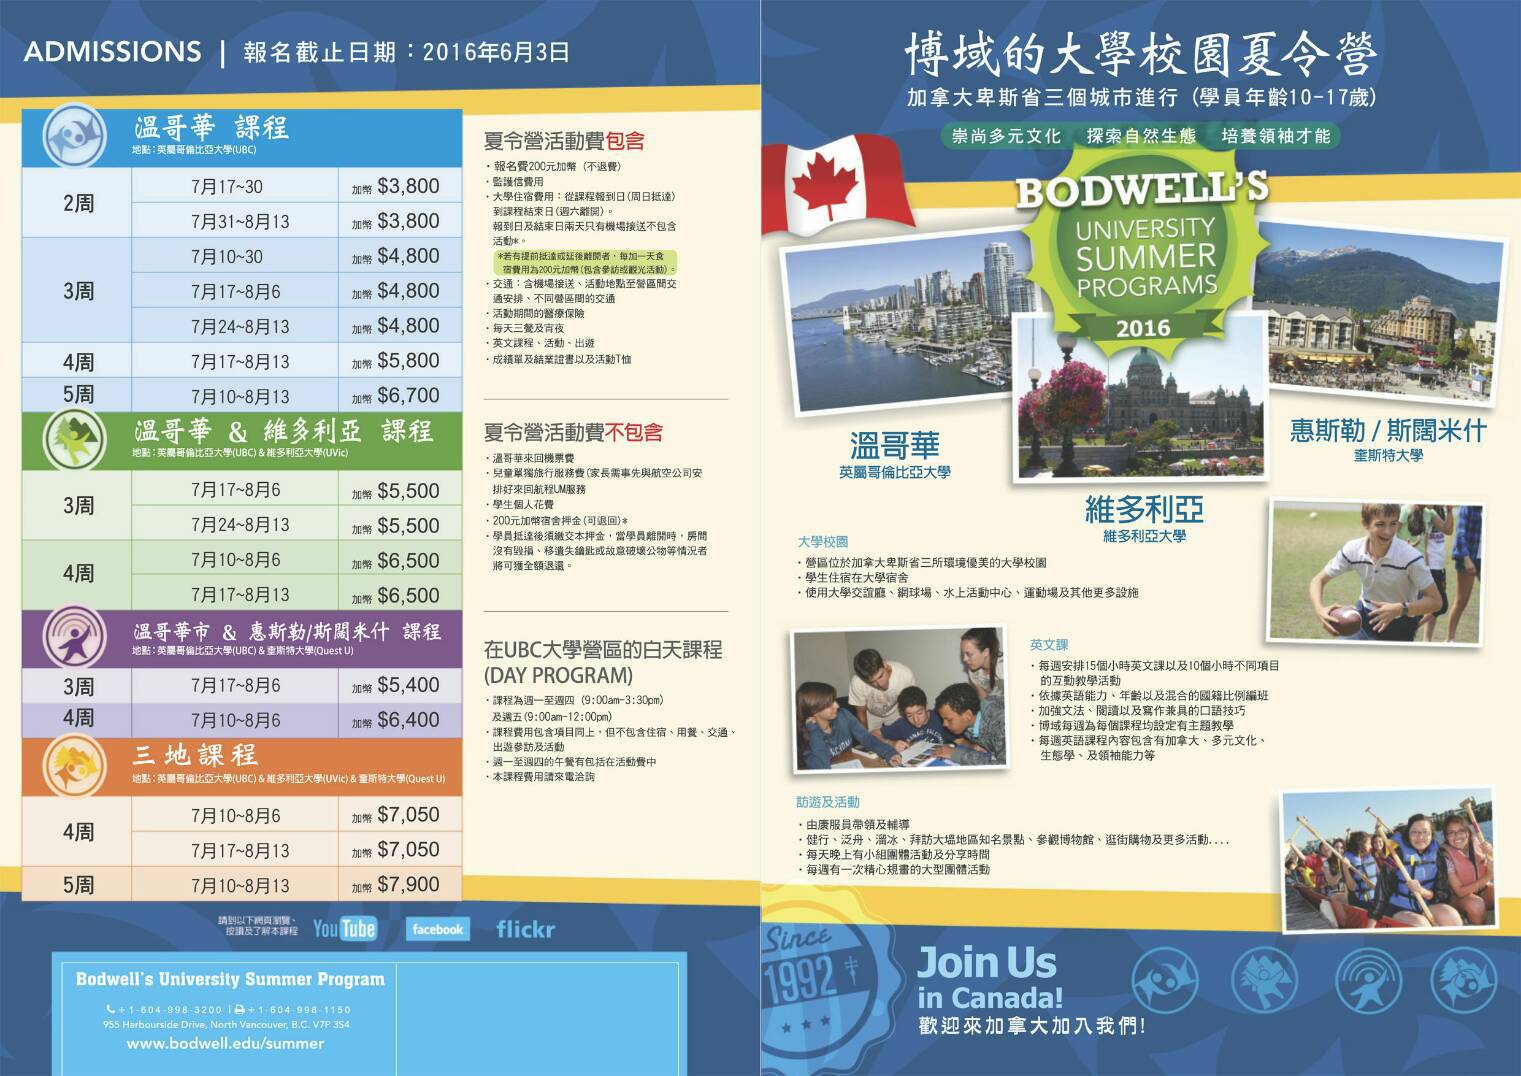 ADMISSIONS | 報名截止日期：2016年6月3日
溫哥華 課程
地點：英屬哥倫比亞大學(UBC)
2周
7月17~30 加幣 $3,800
7月31~8月13 加幣 $3,800
3周
7月10~30 加幣 $4,800
7月17~8月6 加幣 $4,800
7月24~8月13 加幣 $4,800
4周 7月17~8月13 加幣 $5,800
5周 7月10~8月13 加幣 $6,700
溫哥華 & 維多利亞 課程
地點：英屬哥倫比亞大學(UBC) & 維多利亞大學(UVic)
3周
7月17~8月6 加幣 $5,500
7月24~8月13 加幣 $5,500
4周
7月10~8月6 加幣 $6,500
7月17~8月13 加幣 $6,500
溫哥華市 & 惠斯勒/斯闊米什 課程
地點：英屬哥倫比亞大學(UBC) & 奎斯特大學(Quest U)
3周 7月17~8月6 加幣 $5,400
4周 7月10~8月6 加幣 $6,400
三地課程
地點：英屬哥倫比亞大學(UBC) & 維多利亞大學(UVic) & 奎斯特大學(Quest U)
4周
7月10~8月6 加幣 $7,050
7月17~8月13 加幣 $7,050
5周 7月10~8月13 加幣 $7,900
夏令營活動費包含
・報名費200元加幣（不退費）
・監護信費用
・大學住宿費用：從課程報到日(周日抵達)
到課程結束日(週六離開)。
報到日及結束日兩天只有機場接送不包含
活動*。
*若有提前抵達或延後離開者，每加一天食
宿費用為200元加幣(包含參訪或觀光活動)。
・交通：含機場接送、活動地點至營區間交
通安排、不同營區間的交通
・活動期間的醫療保險
・每天三餐及宵夜
・英文課程、活動、出遊
・成績單及結業證書以及活動T恤
夏令營活動費不包含
・溫哥華來回機票費
・兒童單獨旅行服務費(家長需事先與航空公司安
排好來回航程UM服務
・學生個人花費
・200元加幣宿舍押金(可退回)*
・學員抵達後須繳交本押金，當學員離開時，房間
沒有毀損、移遺失鑰匙或故意破壞公物等情況者
將可獲全額退還。
在UBC大學營區的白天課程
(DAY PROGRAM)
・課程為週一至週四 (9:00am-3:30pm)
及週五(9:00am-12:00pm)
・課程費用包含項目同上，但不包含住宿、用餐、交通、
出遊參訪及活動
・週一至週四的午餐有包括在活動費中
・本課程費用請來電洽詢
請到以下網頁瀏覽、
按讚及了解本課程
YouTube facebook flickr
Bodwell's University Summer Program
+1-604-998-3200 | +1-604-998-1150
955 Harbourside Drive, North Vancouver, B.C. V7P 3S4
www.bodwell.edu/summer
博域的大學校園夏令營
加拿大卑斯省三個城市進行 (學員年齡10-17歲)
崇尚多元文化 探索自然生態 培養領袖才能
BODWELL'S
UNIVERSITY
SUMMER
PROGRAMS
2016
溫哥華
英屬哥倫比亞大學
維多利亞
維多利亞大學
惠斯勒 / 斯闊米什
奎斯特大學
大學校園
・營區位於加拿大卑斯省三所環境優美的大學校園
・學生住宿在大學宿舍
・使用大學交誼廳、網球場、水上活動中心、運動場及其他更多設施
英文課
・每週安排15個小時英文課以及10個小時不同項目
的互動教學活動
・依據英語能力、年齡以及混合的國籍比例編班
・加強文法、閱讀以及寫作兼具的口語技巧
・博域每週為每個課程均設定有主題教學
・每週英語課程內容包含有加拿大、多元文化、
生態學、及領袖能力等
訪遊及活動
・由康服員帶領及輔導
・健行、泛舟、溜冰、拜訪大塭地區知名景點、參觀博物館、逛街購物及更多活動....
・每天晚上有小組團體活動及分享時間
・每週有一次精心規畫的大型團體活動
Since
1992
Join Us
in Canada!
歡迎來加拿大加入我們!